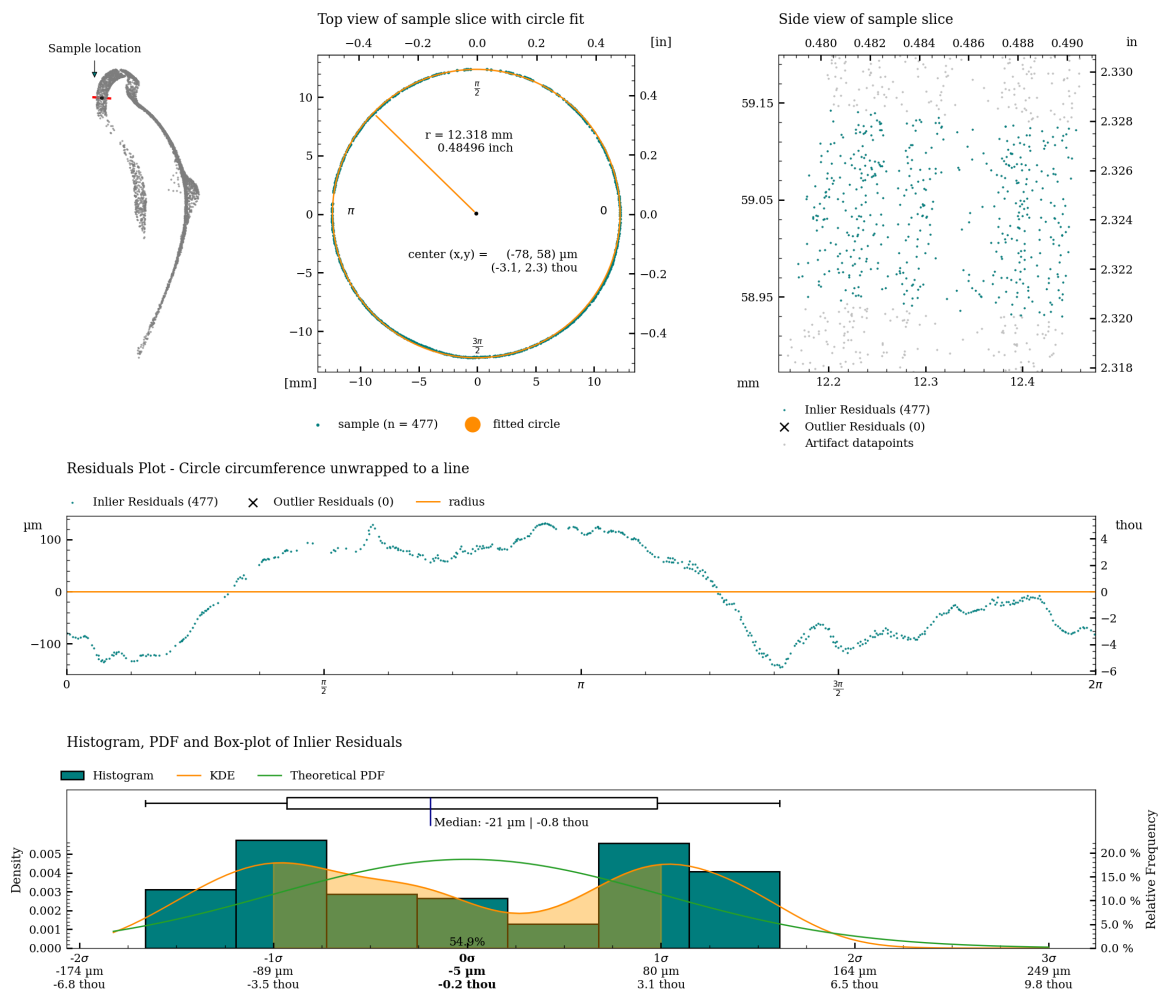 Top view of sample slice with circle fit
Side view of sample slice
Sample location
−0.4 −0.2 0.0 0.2 0.4 [in]
0.480 0.482 0.484 0.486 0.488 0.490 in
10
5
0
−5
−10
[mm]
−10 −5 0 5 10
0.4
0.2
0.0
−0.2
−0.4
π/2
π
0
3π/2
r = 12.318 mm
0.48496 inch
center (x,y) = (-78, 58) µm
(-3.1, 2.3) thou
sample (n = 477) fitted circle
59.15
59.05
58.95
mm
12.2 12.3 12.4
2.330
2.328
2.326
2.324
2.322
2.320
2.318
Inlier Residuals (477)
Outlier Residuals (0)
Artifact datapoints
Residuals Plot - Circle circumference unwrapped to a line
Inlier Residuals (477) Outlier Residuals (0) radius
µm
100
0
−100
thou
4
2
0
−2
−4
−6
0 π/2 π 3π/2 2π
Histogram, PDF and Box-plot of Inlier Residuals
Histogram KDE Theoretical PDF
Median: -21 µm | -0.8 thou
Density
0.005
0.004
0.003
0.002
0.001
0.000
54.9%
Relative Frequency
20.0 %
15.0 %
10.0 %
5.0 %
0.0 %
-2σ -1σ 0σ 1σ 2σ 3σ
-174 µm -89 µm -5 µm 80 µm 164 µm 249 µm
-6.8 thou -3.5 thou -0.2 thou 3.1 thou 6.5 thou 9.8 thou